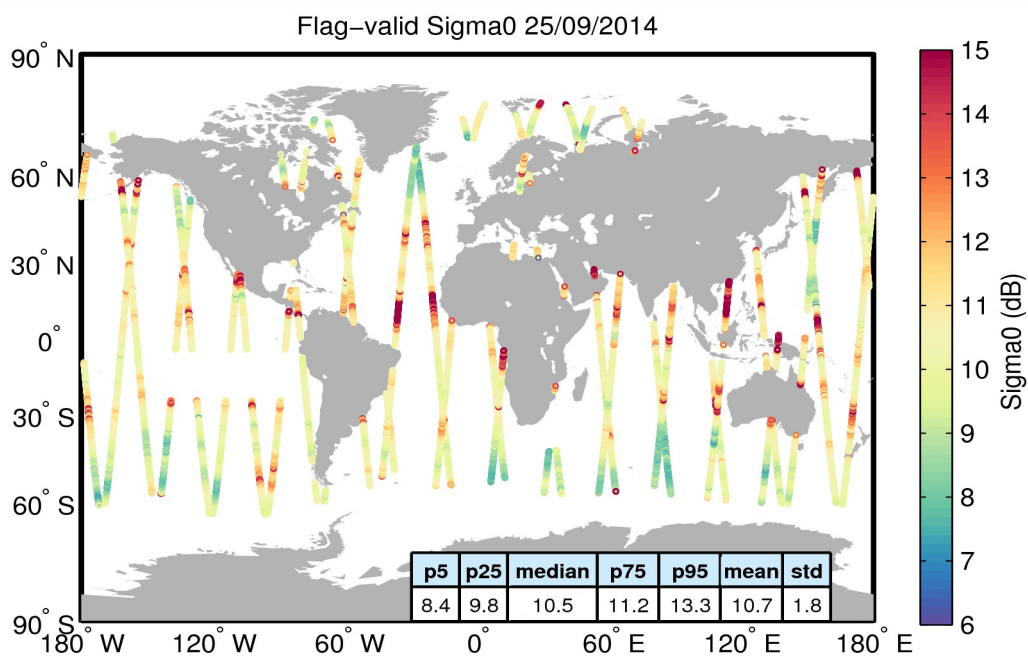 Flag−valid Sigma0 25/09/2014
90° N
60° N
30° N
0°
30° S
60° S
90° S
180° W 120° W 60° W 0° 60° E 120° E 180° E
p5 p25 median p75 p95 mean std
8.4 9.8 10.5 11.2 13.3 10.7 1.8
15
14
13
12
11
10
9
8
7
6
Sigma0 (dB)